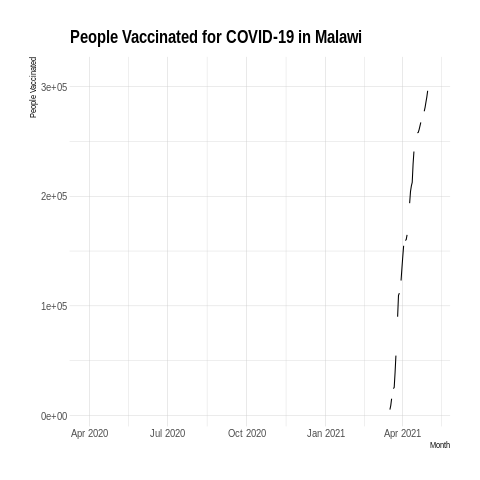 People Vaccinated for COVID-19 in Malawi
People Vaccinated
3e+05
2e+05
1e+05
0e+00
Apr 2020 Jul 2020 Oct 2020 Jan 2021 Apr 2021
Month